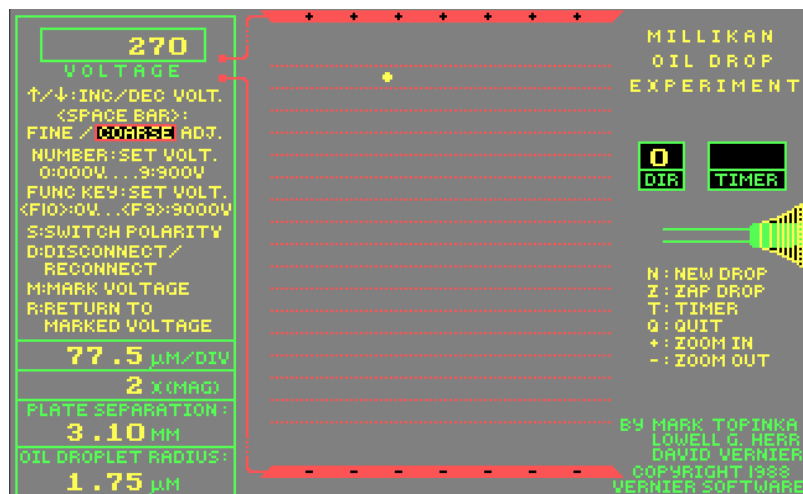 270
VOLTAGE
↑/↓:INC/DEC VOLT.
<SPACE BAR>:
FINE / COARSE ADJ.
NUMBER:SET VOLT.
0:000V....9:900V
FUNC KEY:SET VOLT.
<F10>:0V...<F9>:9000V
S:SWITCH POLARITY
D:DISCONNECT/
RECONNECT
M:MARK VOLTAGE
R:RETURN TO
MARKED VOLTAGE
77.5 µM/DIV
2 X(MAG)
PLATE SEPARATION:
3.10 MM
OIL DROPLET RADIUS:
1.75 µM
+ + + + + + +
- - - - - - -
MILLIKAN
OIL DROP
EXPERIMENT
0
DIR
TIMER
N:NEW DROP
Z:ZAP DROP
T:TIMER
Q:QUIT
+:ZOOM IN
-:ZOOM OUT
BY MARK TOPINKA
LOWELL G. HERR
DAVID VERNIER
COPYRIGHT 1988
VERNIER SOFTWARE